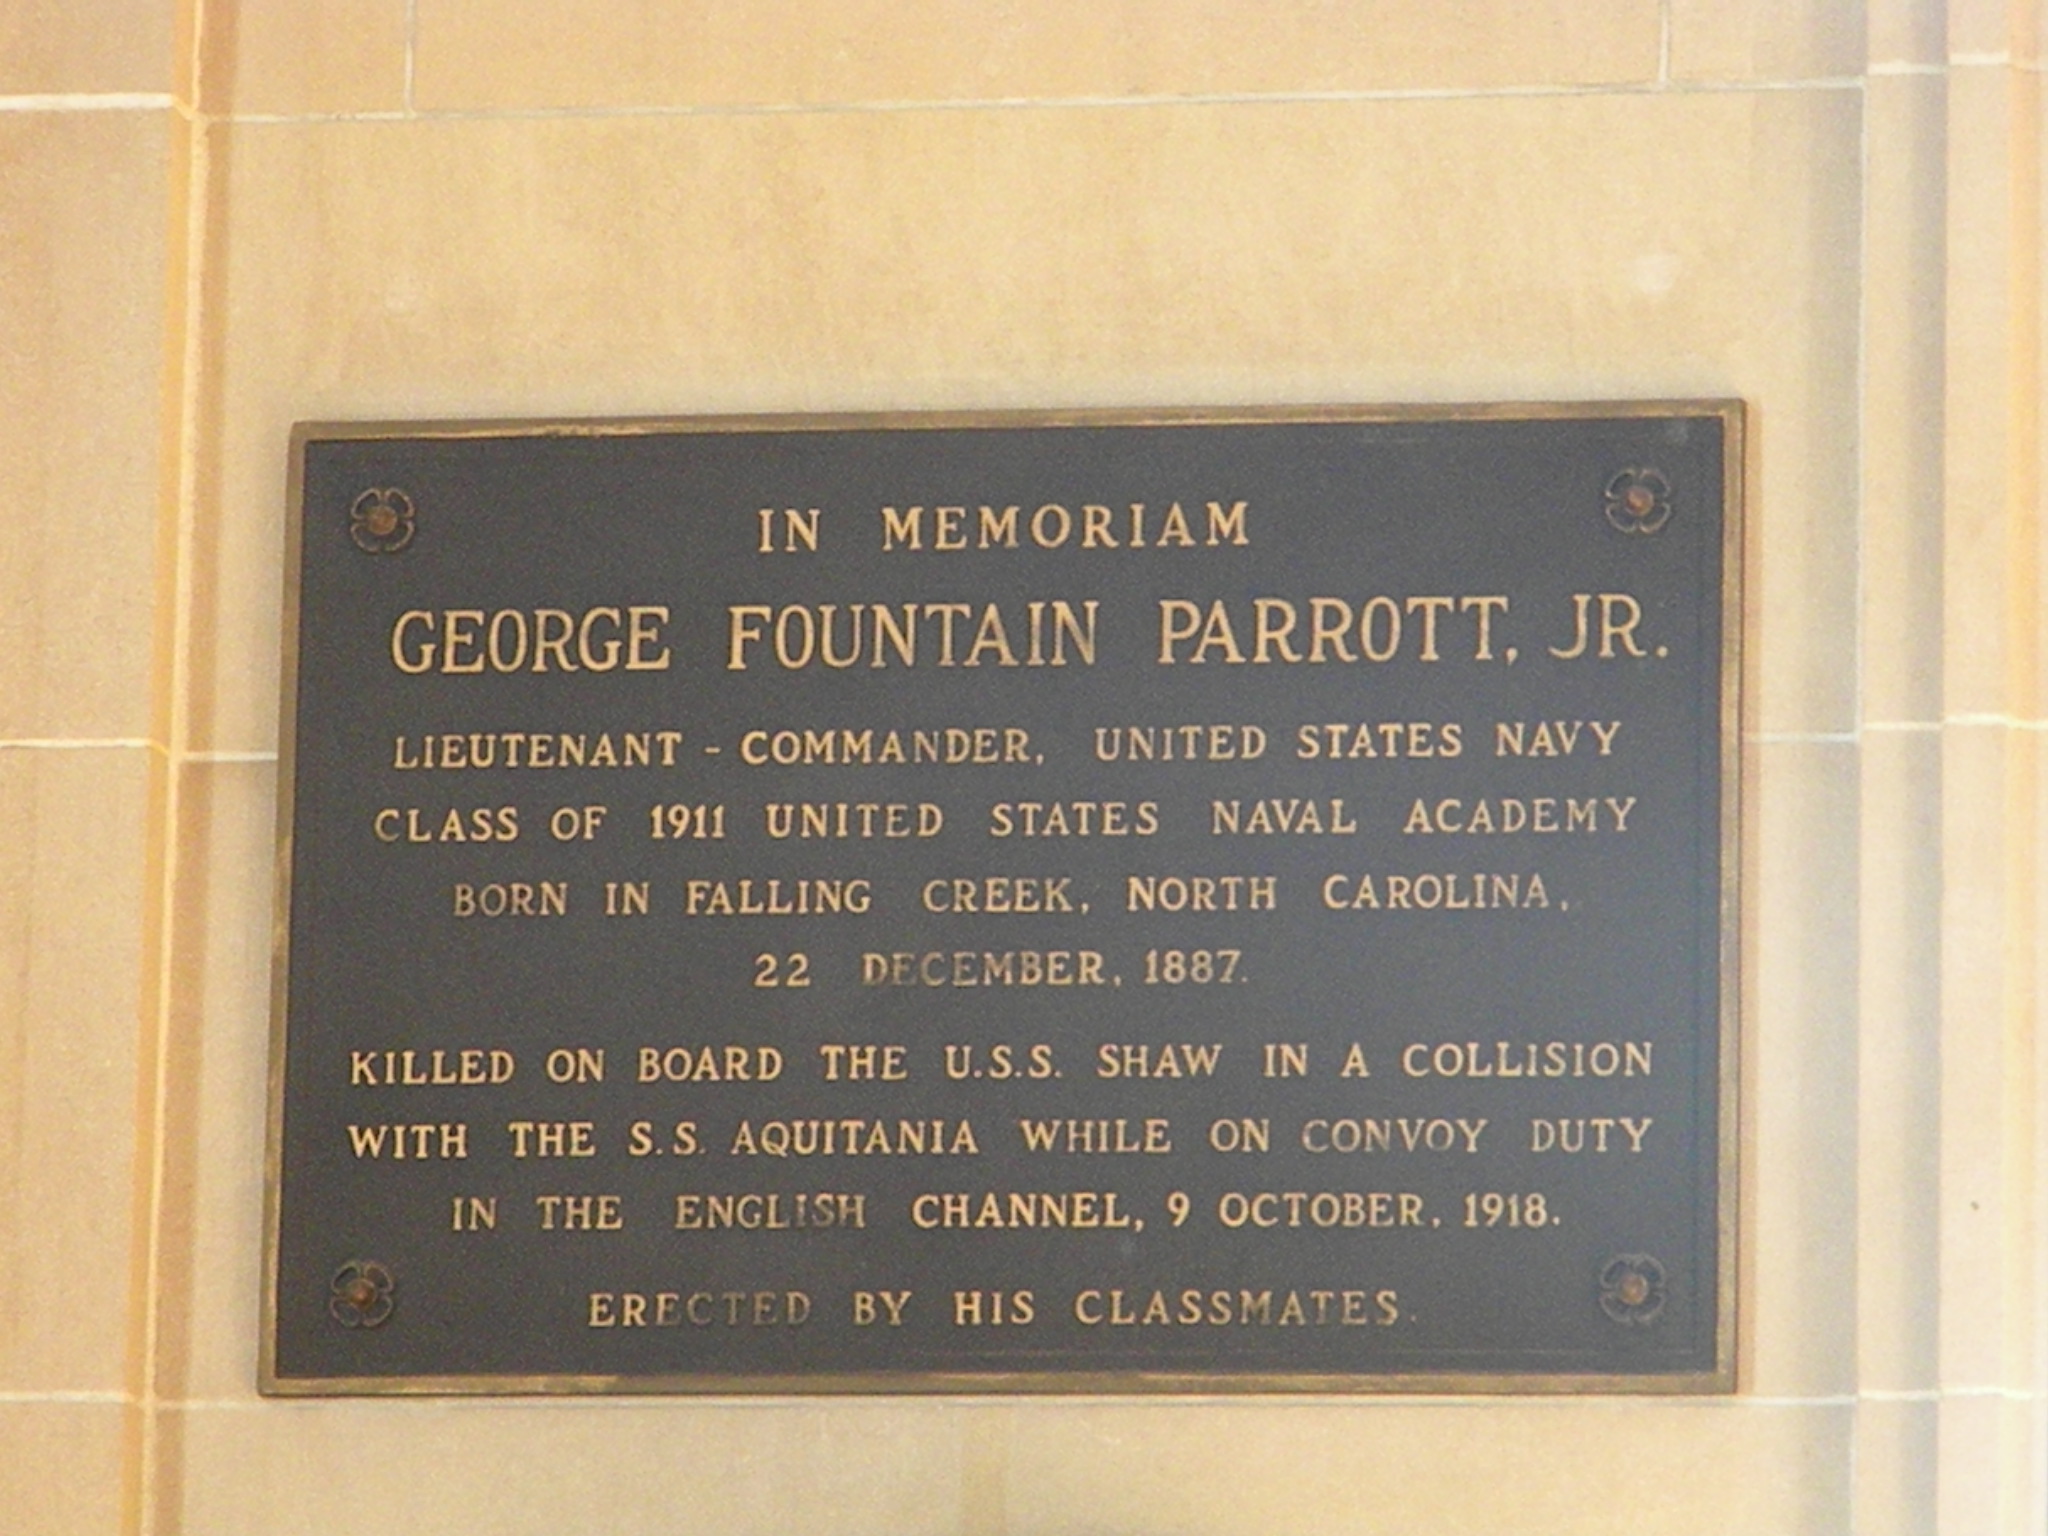 IN MEMORIAM
GEORGE FOUNTAIN PARROTT, JR.
LIEUTENANT - COMMANDER, UNITED STATES NAVY
CLASS OF 1911 UNITED STATES NAVAL ACADEMY
BORN IN FALLING CREEK, NORTH CAROLINA,
22 DECEMBER, 1887.
KILLED ON BOARD THE U.S.S. SHAW IN A COLLISION
WITH THE S.S. AQUITANIA WHILE ON CONVOY DUTY
IN THE ENGLISH CHANNEL, 9 OCTOBER, 1918.
ERECTED BY HIS CLASSMATES.